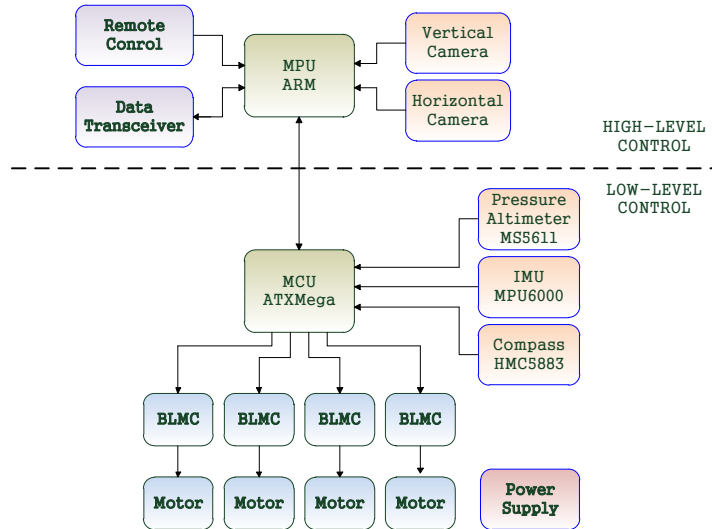 Remote
Conrol
MPU
ARM
Vertical
Camera
Data
Transceiver
Horizontal
Camera
HIGH-LEVEL
CONTROL
LOW-LEVEL
CONTROL
Pressure
Altimeter
MS5611
MCU
ATXMega
IMU
MPU6000
Compass
HMC5883
BLMC
BLMC
BLMC
BLMC
Motor
Motor
Motor
Motor
Power
Supply